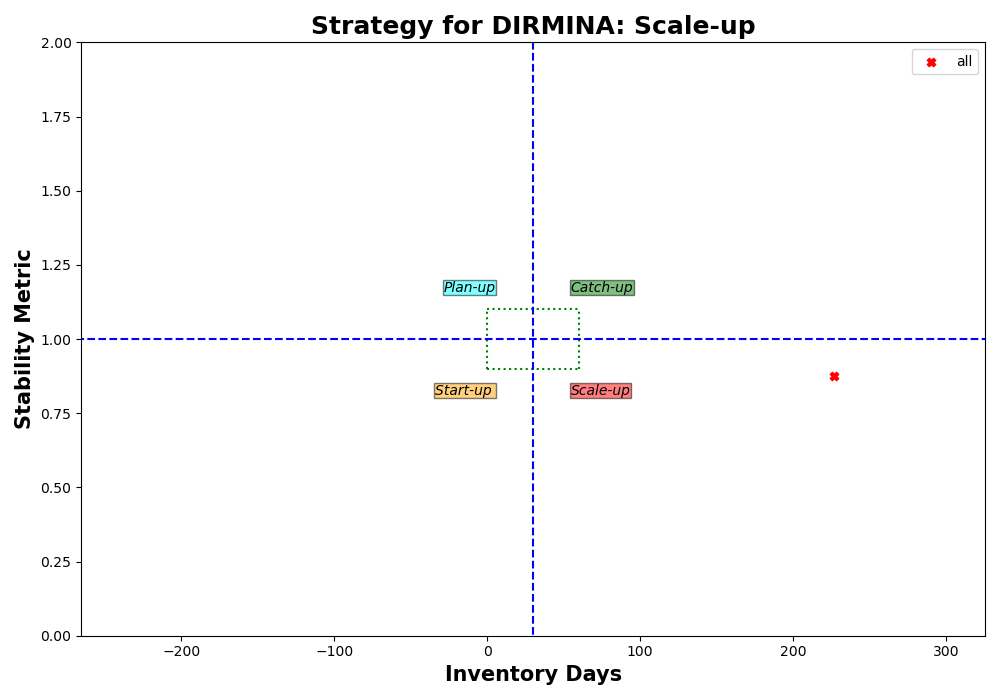 Strategy for DIRMINA: Scale-up
all
2.00
1.75
1.50
1.25
1.00
0.75
0.50
0.25
0.00
Stability Metric
Plan-up
Catch-up
Start-up
Scale-up
−200
−100
0
100
200
300
Inventory Days